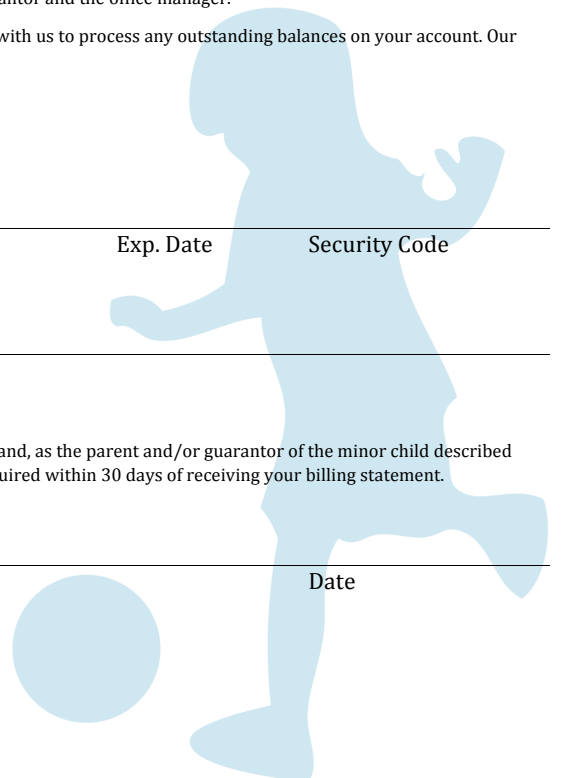 and the office manager.
with us to process any outstanding balances on your account. Our
Exp. Date Security Code
and, as the parent and/or guarantor of the minor child described
within 30 days of receiving your billing statement.
Date